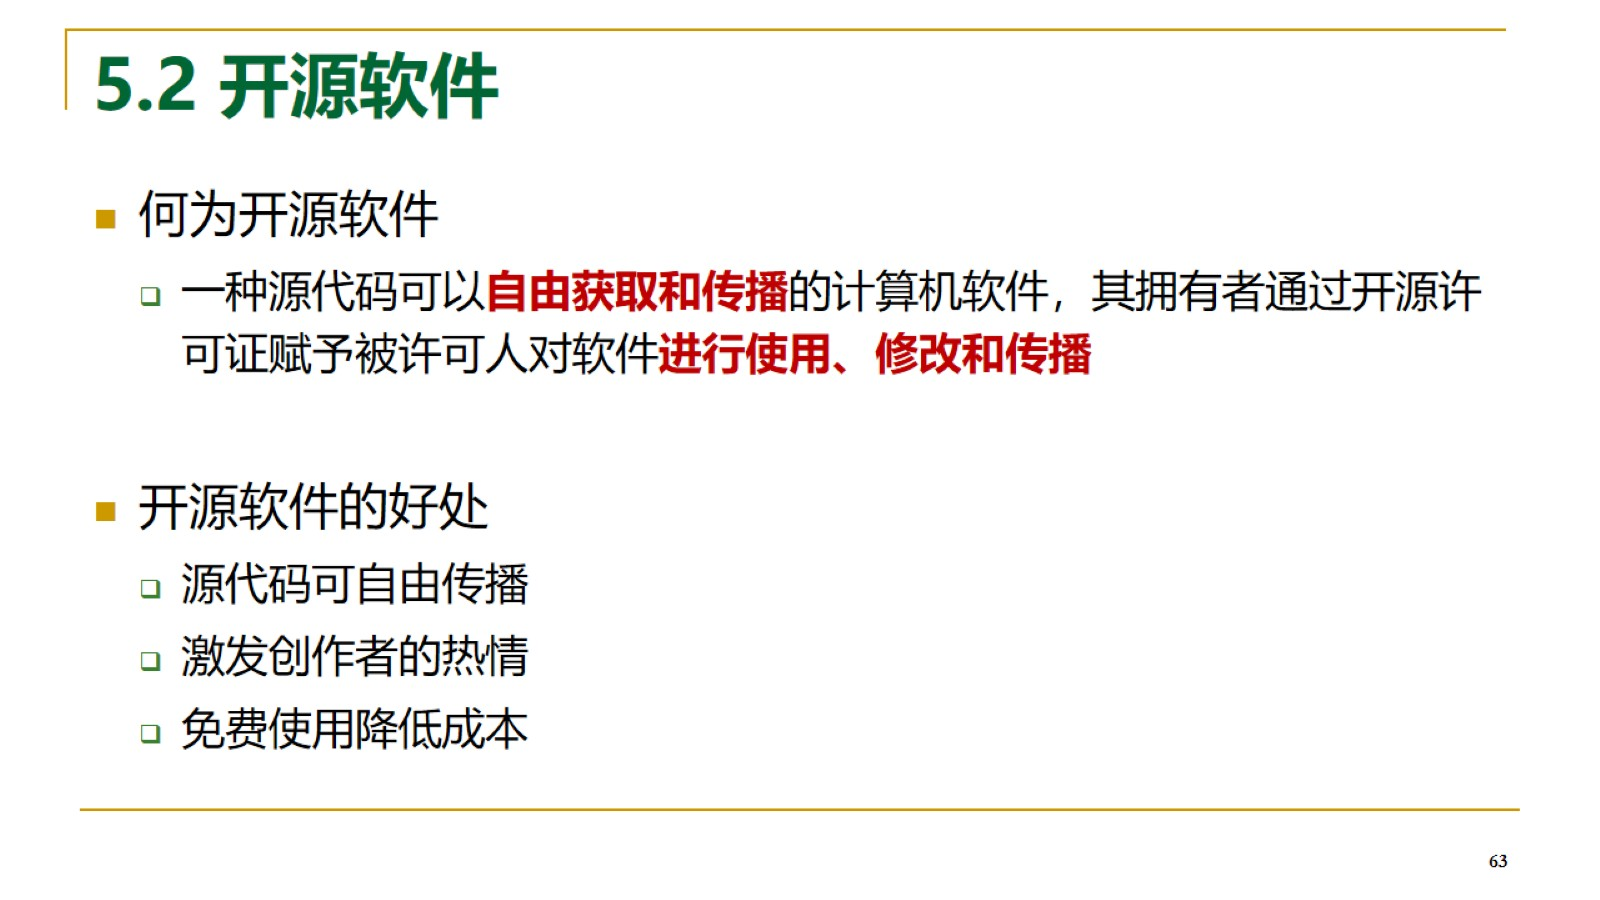 5.2 开源软件
何为开源软件
一种源代码可以自由获取和传播的计算机软件，其拥有者通过开源许
可证赋予被许可人对软件进行使用、修改和传播
开源软件的好处
源代码可自由传播
激发创作者的热情
免费使用降低成本
63